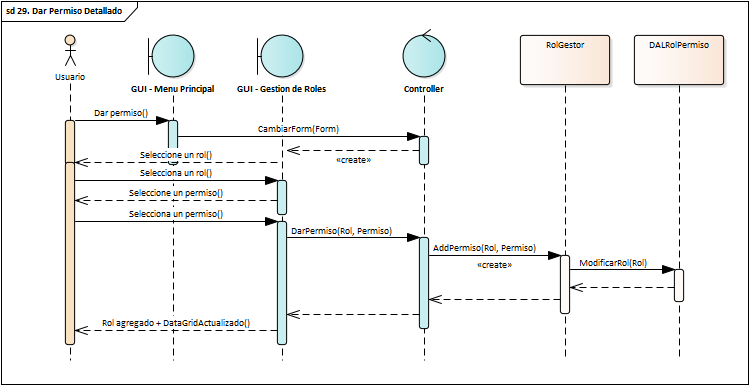 sd 29. Dar Permiso Detallado
RolGestor
DALRolPermiso
Usuario
GUI - Menu Principal
GUI - Gestion de Roles
Controller
Dar permiso()
CambiarForm(Form)
Seleccione un rol()
«create»
Selecciona un rol()
Seleccione un permiso()
Selecciona un permiso()
DarPermiso(Rol, Permiso)
AddPermiso(Rol, Permiso)
«create»
ModificarRol(Rol)
Rol agregado + DataGridActualizado()